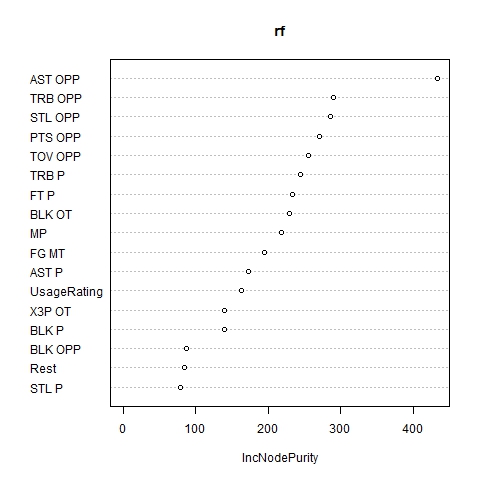 rf
AST OPP
TRB OPP
STL OPP
PTS OPP
TOV OPP
TRB P
FT P
BLK OT
MP
FG MT
AST P
UsageRating
X3P OT
BLK P
BLK OPP
Rest
STL P
0 100 200 300 400
IncNodePurity